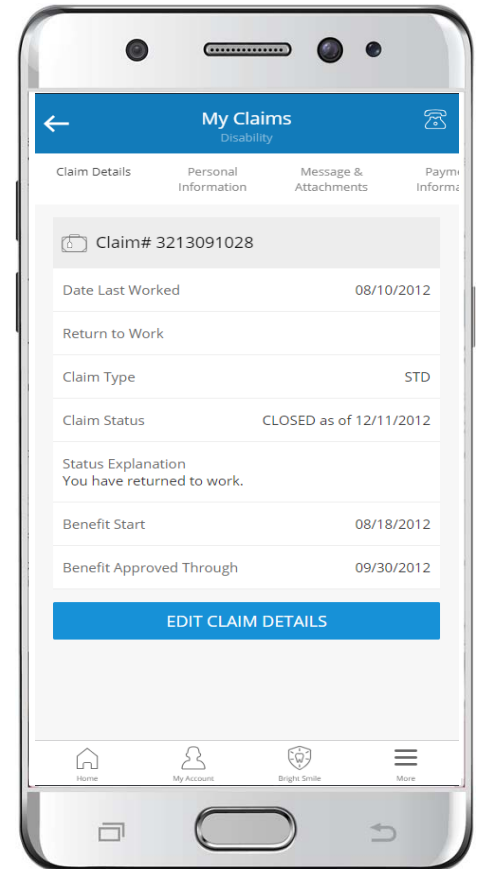 My Claims
Disability
Claim Details
Personal
Information
Message &
Attachments
Payme
Informa
Claim# 3213091028
Date Last Worked 08/10/2012
Return to Work
Claim Type STD
Claim Status CLOSED as of 12/11/2012
Status Explanation
You have returned to work.
Benefit Start 08/18/2012
Benefit Approved Through 09/30/2012
EDIT CLAIM DETAILS
Home My Account Bright Smile More